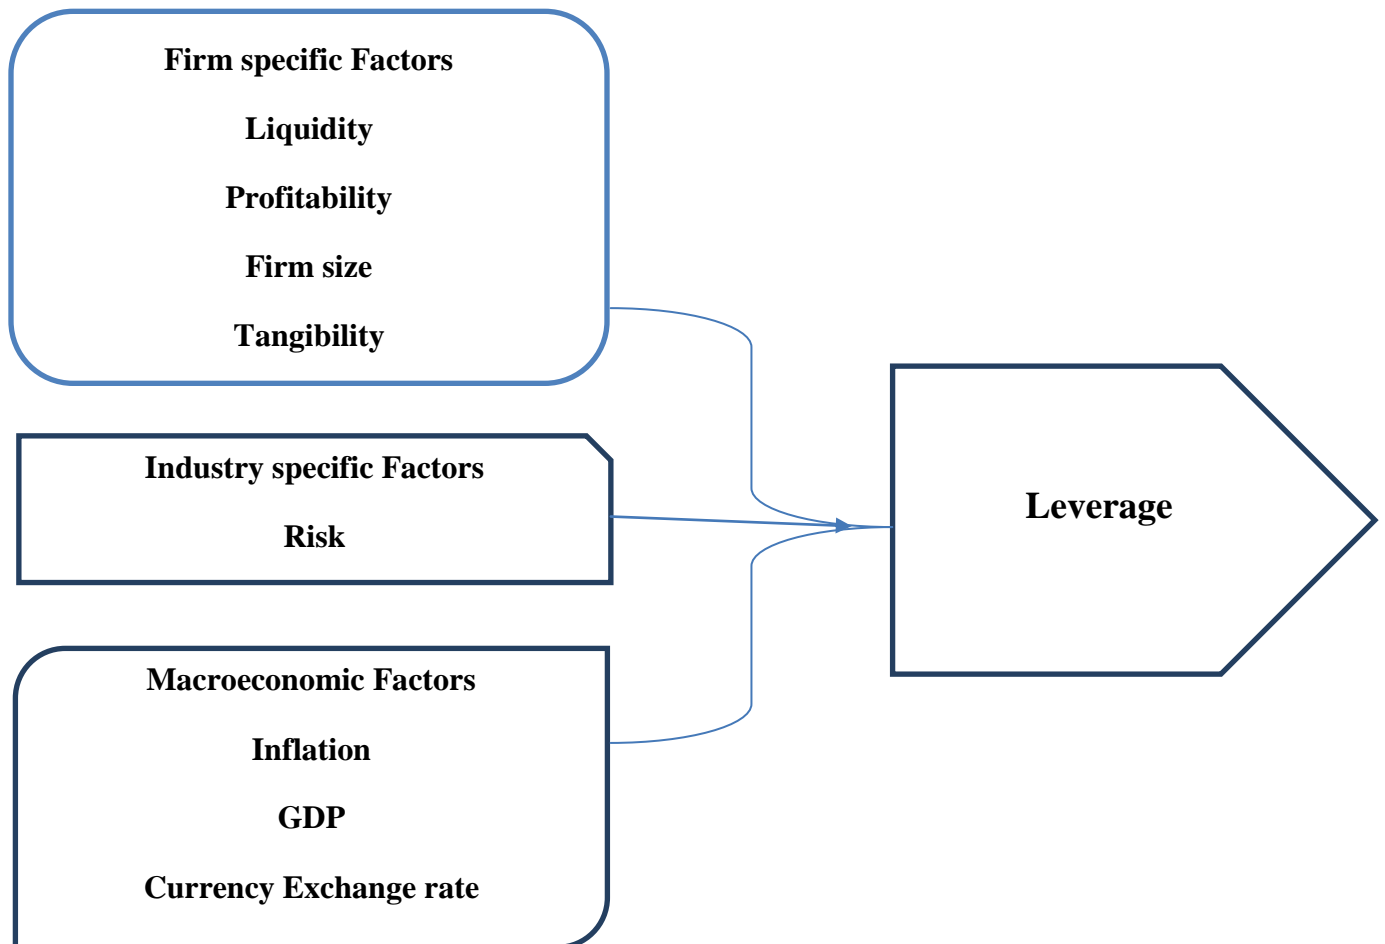 Firm specific Factors
Liquidity
Profitability
Firm size
Tangibility
Industry specific Factors
Risk
Macroeconomic Factors
Inflation
GDP
Currency Exchange rate
Leverage